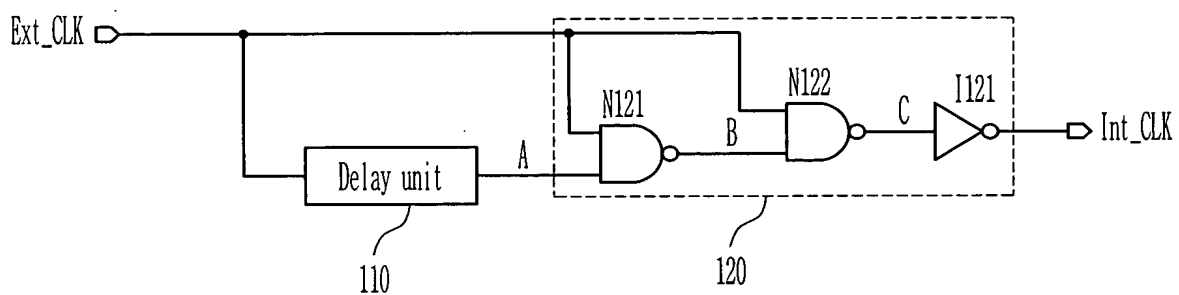 Ext_CLK
N121
N122
I121
A
B
C
Int_CLK
Delay unit
110
120